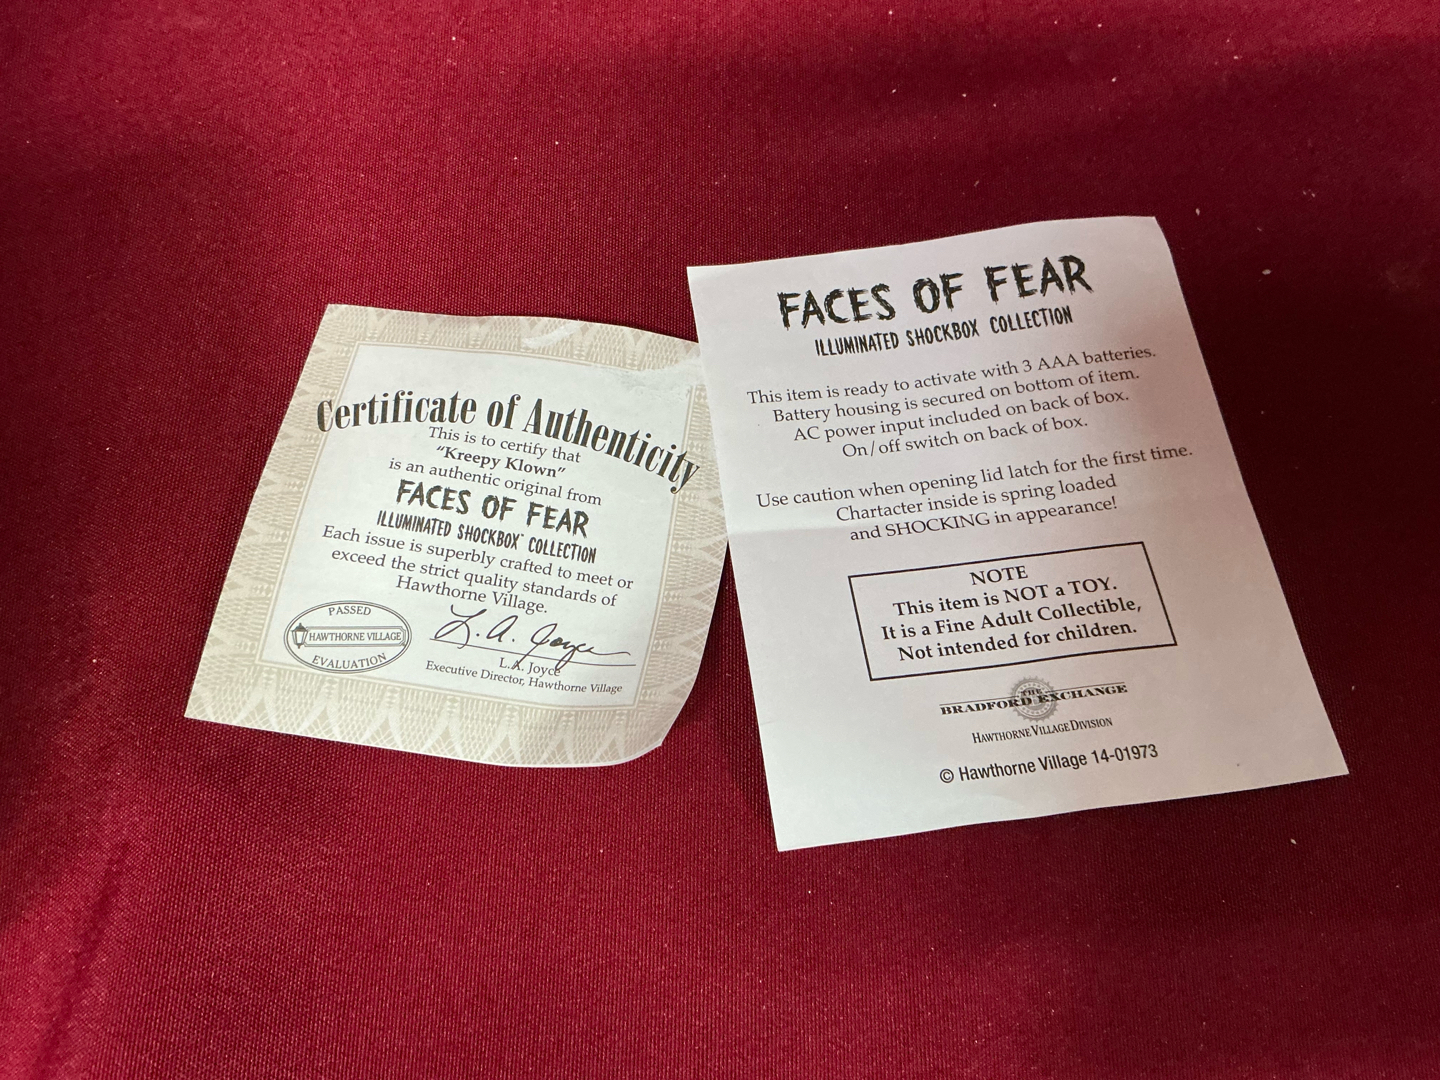 Certificate of Authenticity
This is to certify that
“Kreepy Klown”
is an authentic original from
FACES OF FEAR
ILLUMINATED SHOCKBOX™ COLLECTION
Each issue is superbly crafted to meet or
exceed the strict quality standards of
Hawthorne Village.
PASSED
HAWTHORNE VILLAGE
EVALUATION
L. A. Joyce
L.A. Joyce
Executive Director, Hawthorne Village
FACES OF FEAR
ILLUMINATED SHOCKBOX COLLECTION
This item is ready to activate with 3 AAA batteries.
Battery housing is secured on bottom of item.
AC power input included on back of box.
On/off switch on back of box.
Use caution when opening lid latch for the first time.
Chartacter inside is spring loaded
and SHOCKING in appearance!
NOTE
This item is NOT a TOY.
It is a Fine Adult Collectible,
Not intended for children.
THE
BRADFORD EXCHANGE
HAWTHORNE VILLAGE DIVISION
© Hawthorne Village 14-01973